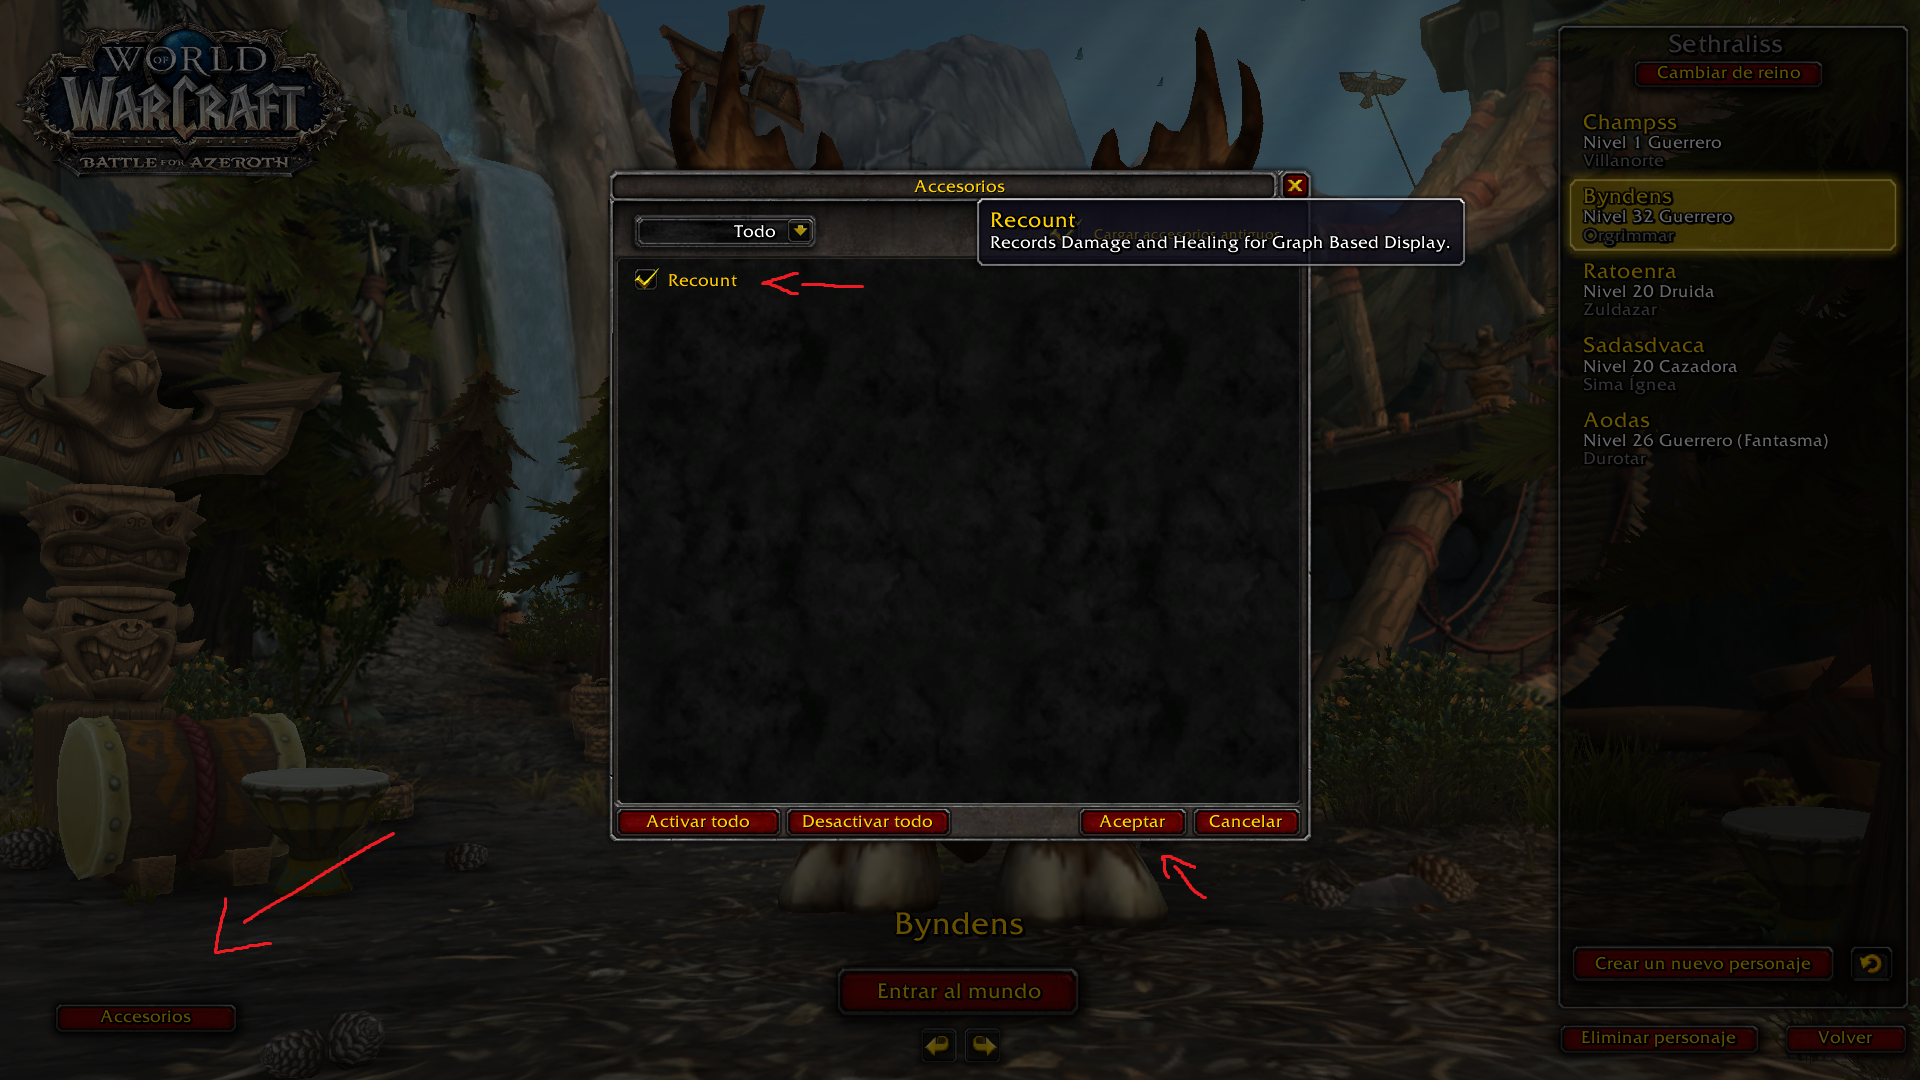 WORLD
OF
WARCRAFT
BATTLE FOR AZEROTH
Accesorios
Todo
Recount
Cargar accesorios antiguos
Records Damage and Healing for Graph Based Display.
Recount
Activar todo
Desactivar todo
Aceptar
Cancelar
Byndens
Entrar al mundo
Accesorios
Sethraliss
Cambiar de reino
Champss
Nivel 1 Guerrero
Villanorte
Byndens
Nivel 32 Guerrero
Orgrimmar
Ratoenra
Nivel 20 Druida
Zuldazar
Sadasdvaca
Nivel 20 Cazadora
Sima Ígnea
Aodas
Nivel 26 Guerrero (Fantasma)
Durotar
Crear un nuevo personaje
Eliminar personaje
Volver